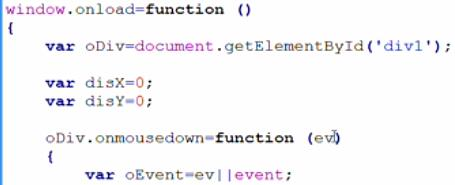 window.onload=function ()
{
var oDiv=document.getElementById('div1');
var disX=0;
var disY=0;
oDiv.onmousedown=function (ev)
{
var oEvent=ev||event;